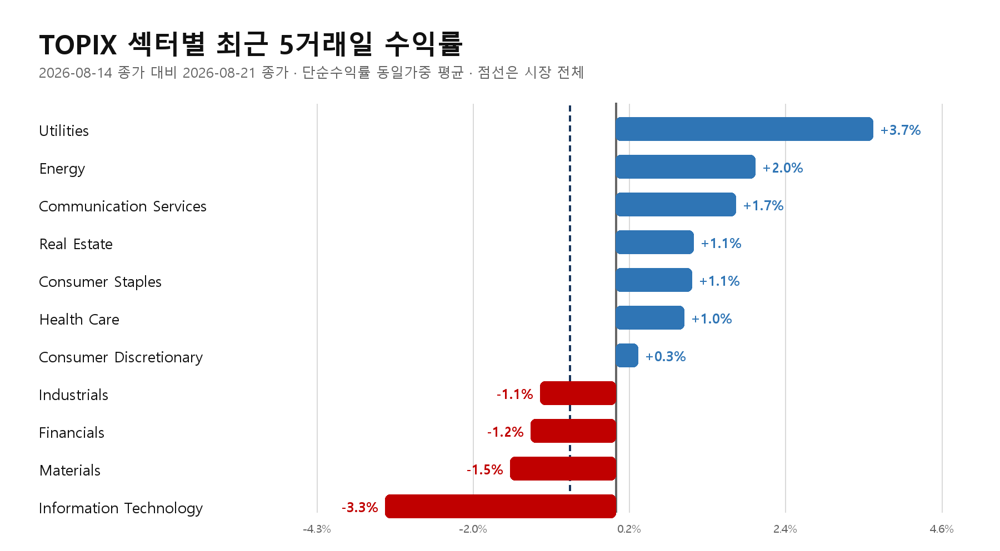 TOPIX 섹터별 최근 5거래일 수익률
2026-08-14 종가 대비 2026-08-21 종가 · 단순수익률 동일가중 평균 · 점선은 시장 전체
Utilities +3.7%
Energy +2.0%
Communication Services +1.7%
Real Estate +1.1%
Consumer Staples +1.1%
Health Care +1.0%
Consumer Discretionary +0.3%
Industrials -1.1%
Financials -1.2%
Materials -1.5%
Information Technology -3.3%
-4.3% -2.0% 0.2% 2.4% 4.6%